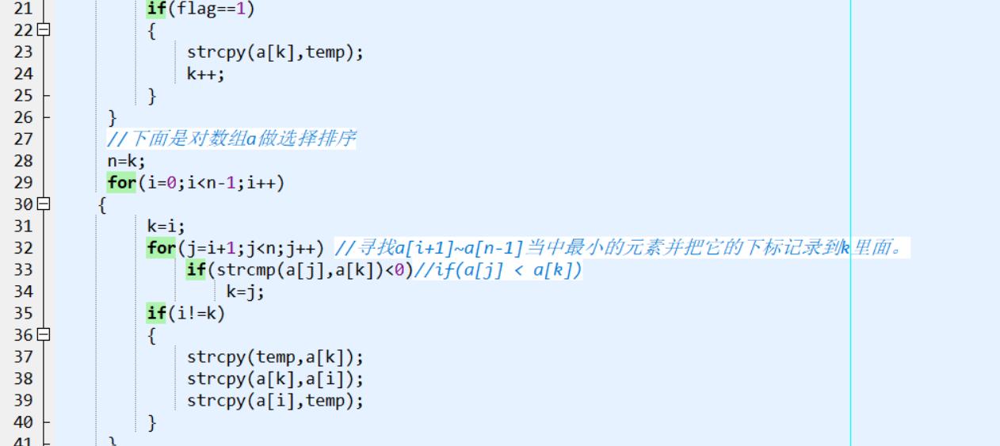 21 if(flag==1)
22 {
23 strcpy(a[k],temp);
24 k++;
25 }
26 }
27 //下面是对数组a做选择排序
28 n=k;
29 for(i=0;i<n-1;i++)
30 {
31 k=i;
32 for(j=i+1;j<n;j++) //寻找a[i+1]~a[n-1]当中最小的元素并把它的下标记录到k里面。
33 if(strcmp(a[j],a[k])<0)//if(a[j] < a[k])
34 k=j;
35 if(i!=k)
36 {
37 strcpy(temp,a[k]);
38 strcpy(a[k],a[i]);
39 strcpy(a[i],temp);
40 }
41 }